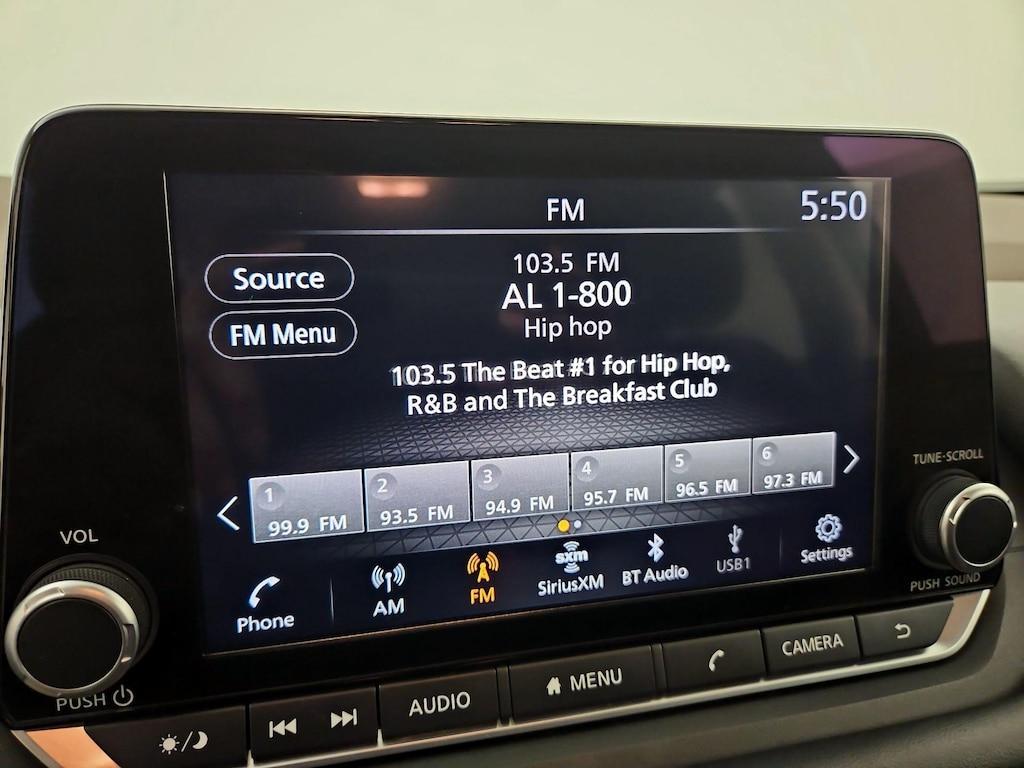 FM
5:50
Source
FM Menu
103.5 FM
AL 1-800
Hip hop
103.5 The Beat #1 for Hip Hop,
R&B and The Breakfast Club
1
99.9 FM
2
93.5 FM
3
94.9 FM
4
95.7 FM
5
96.5 FM
6
97.3 FM
Phone
AM
FM
sxm
SiriusXM
BT Audio
USB1
Settings
VOL
PUSH
TUNE·SCROLL
PUSH SOUND
AUDIO
MENU
CAMERA